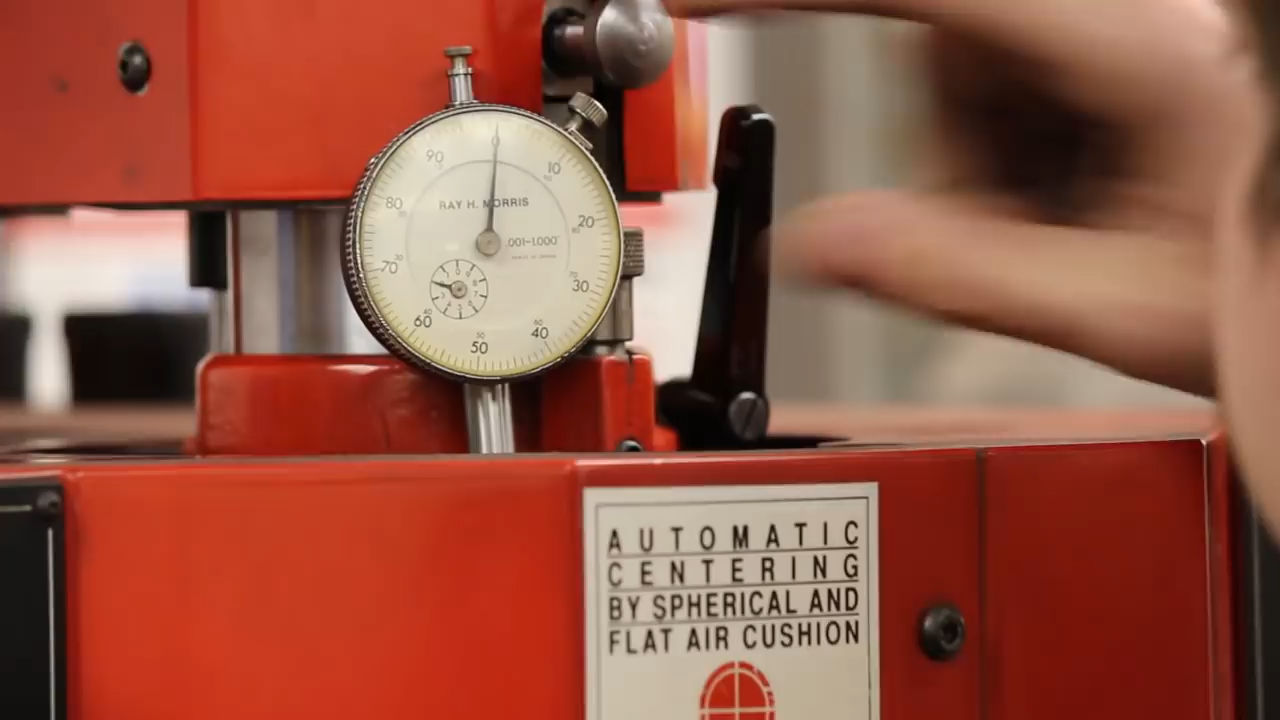 0
90
10
80
20
70
30
60
40
50
RAY H. MORRIS
.001-1.000"
AUTOMATIC
CENTERING
BY SPHERICAL AND
FLAT AIR CUSHION